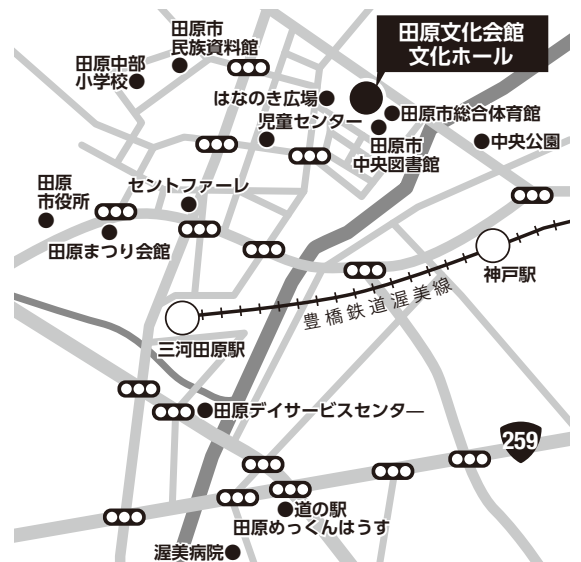 田原文化会館
文化ホール
田原市
民族資料館
田原中部
小学校
はなのき広場
児童センター
田原市総合体育館
田原市
中央図書館
中央公園
田原
市役所
セントファーレ
田原まつり会館
神戸駅
豊橋鉄道渥美線
三河田原駅
田原デイサービスセンター
259
道の駅
田原めっくんはうす
渥美病院